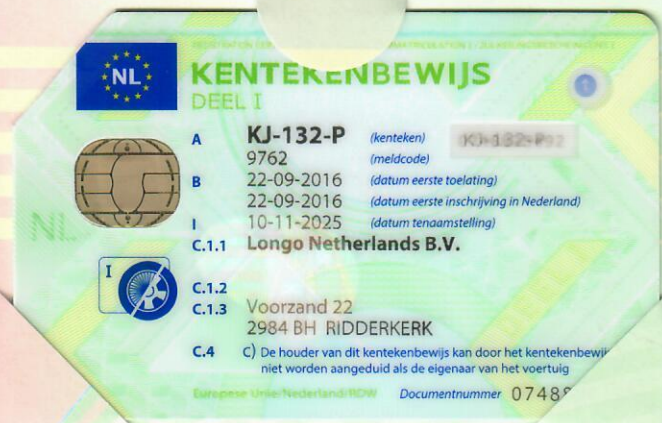 NL
KENTEKENBEWIJS
DEEL I
A KJ-132-P (kenteken)
9762 (meldcode)
B 22-09-2016 (datum eerste toelating)
22-09-2016 (datum eerste inschrijving in Nederland)
I 10-11-2025 (datum tenaamstelling)
C.1.1 Longo Netherlands B.V.
NL
I
C.1.2
C.1.3 Voorzand 22
2984 BH RIDDERKERK
C.4 C) De houder van dit kentekenbewijs kan door het
niet worden aangeduid als de eigenaar van het voertuig
Europese Unie/Nederland/RDW Documentnummer